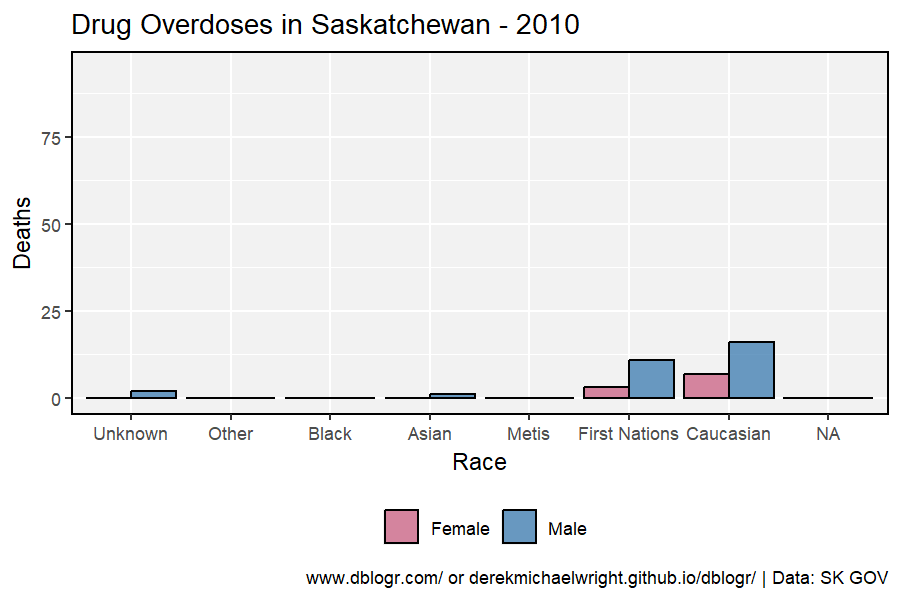 Drug Overdoses in Saskatchewan - 2010
Deaths
75
50
25
0
Unknown Other Black Asian Metis First Nations Caucasian NA
Race
Female Male
www.dblogr.com/ or derekmichaelwright.github.io/dblogr/ | Data: SK GOV